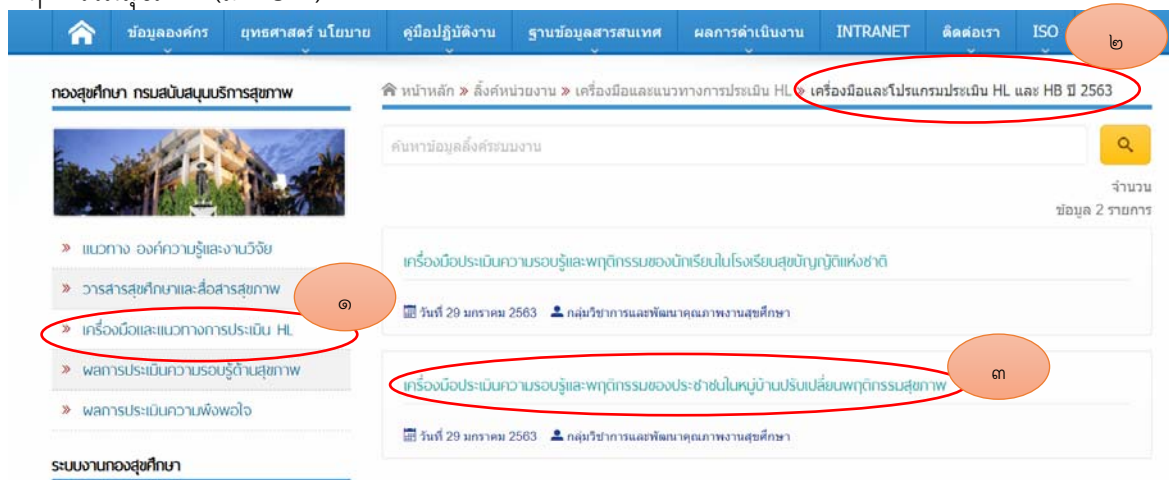 ข้อมูลองค์กร ยุทธศาสตร์ นโยบาย คู่มือปฏิบัติงาน ฐานข้อมูลสารสนเทศ ผลการดำเนินงาน INTRANET ติดต่อเรา ISO
๒
กองสุขศึกษา กรมสนับสนุนบริการสุขภาพ
หน้าหลัก » ลิ้งค์หน่วยงาน » เครื่องมือและแนวทางการประเมิน HL » เครื่องมือและโปรแกรมประเมิน HL และ HB ปี 2563
ค้นหาข้อมูลลิ้งค์ระบบงาน
จำนวน
ข้อมูล 2 รายการ
» แนวทาง องค์ความรู้และงานวิจัย
» วารสารสุขศึกษาและสื่อสารสุขภาพ
๑
» เครื่องมือและแนวทางการประเมิน HL
» ผลการประเมินความรอบรู้ด้านสุขภาพ
» ผลการประเมินความพึงพอใจ
ระบบงานกองสุขศึกษา
เครื่องมือประเมินความรอบรู้และพฤติกรรมของนักเรียนในโรงเรียนสุขบัญญัติแห่งชาติ
วันที่ 29 มกราคม 2563 กลุ่มวิชาการและพัฒนาคุณภาพงานสุขศึกษา
๓
เครื่องมือประเมินความรอบรู้และพฤติกรรมของประชาชนในหมู่บ้านปรับเปลี่ยนพฤติกรรมสุขภาพ
วันที่ 29 มกราคม 2563 กลุ่มวิชาการและพัฒนาคุณภาพงานสุขศึกษา